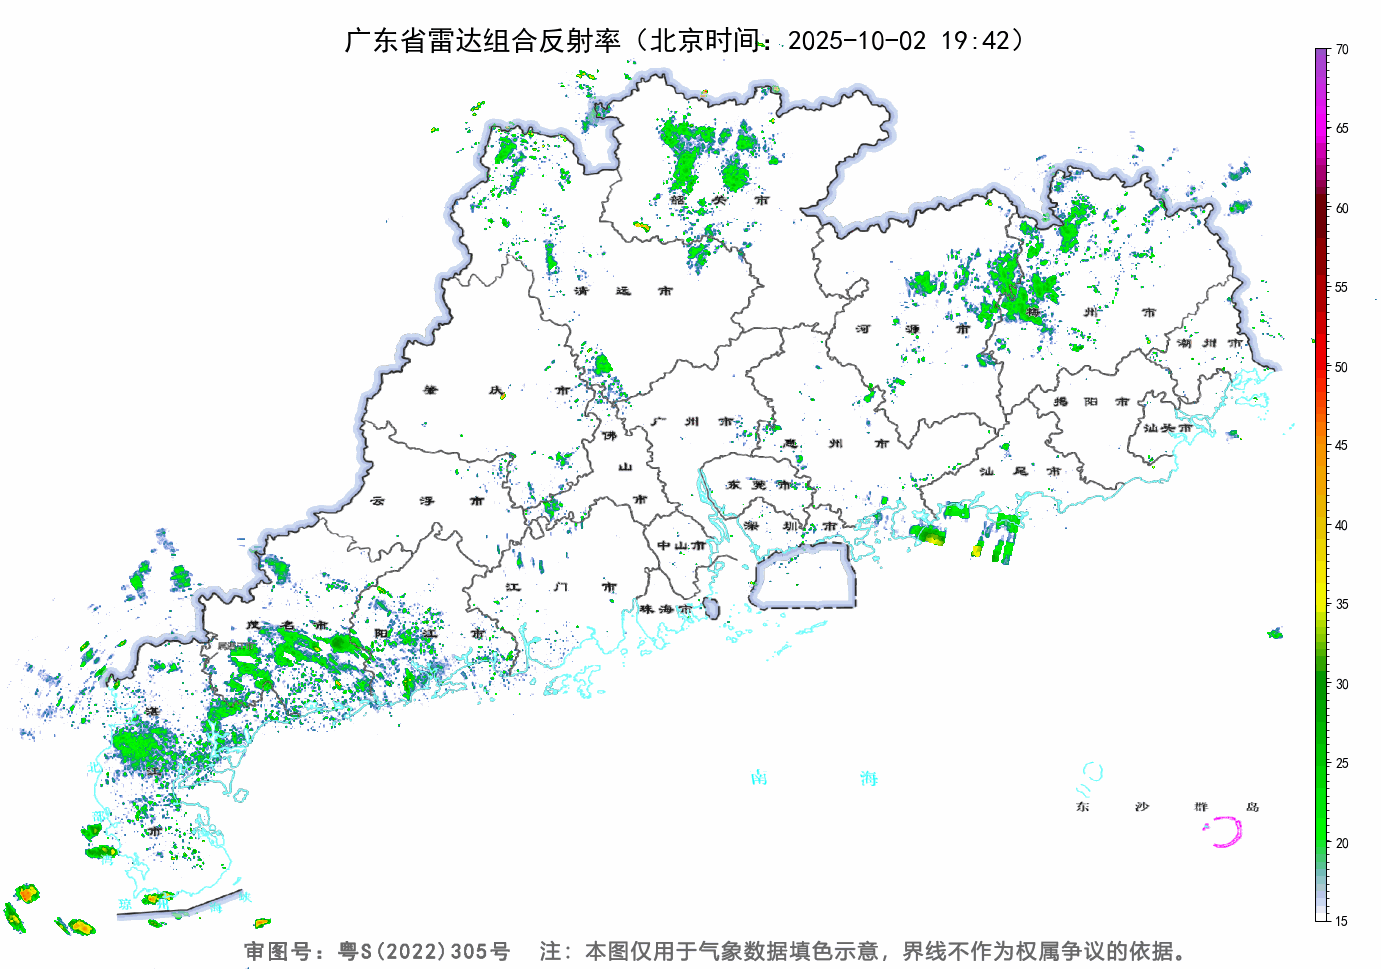 广东省雷达组合反射率（北京时间：2025-10-02 19:42）
70
65
60
55
50
45
40
35
30
25
20
15
韶关市
清远市
河源市
梅州市
潮州市
肇庆市
广州市
惠州市
揭阳市
汕头市
佛山市
云浮市
东莞市
汕尾市
深圳市
中山市
江门市
珠海市
茂名市
阳江市
湛江市
南海
东沙群岛
北部湾
琼州海峡
审图号：粤S(2022)305号 注：本图仅用于气象数据填色示意，界线不作为权属争议的依据。